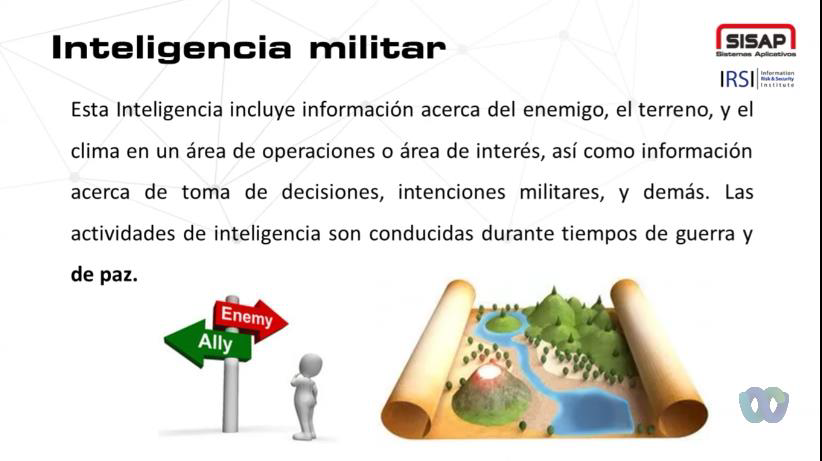 Inteligencia militar
SISAP
Sistemas Aplicativos
IRSI
Information
Risk & Security
Institute
Esta Inteligencia incluye información acerca del enemigo, el terreno, y el
clima en un área de operaciones o área de interés, así como información
acerca de toma de decisiones, intenciones militares, y demás. Las
actividades de inteligencia son conducidas durante tiempos de guerra y
de paz.
Enemy
Ally